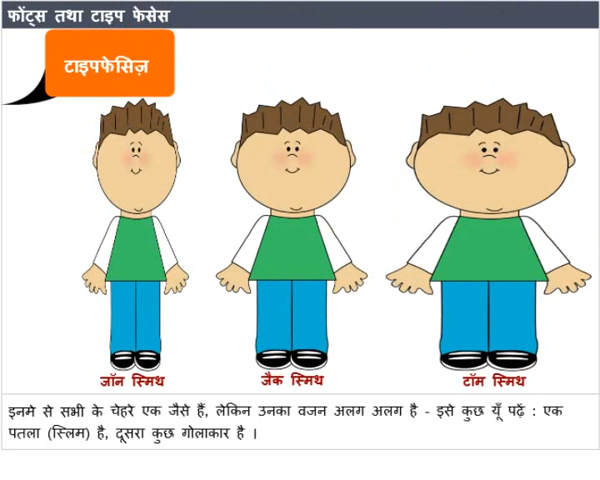 फोंट्स तथा टाइप फेसेस
टाइपफेसिज़
जॉन स्मिथ
जैक स्मिथ
टॉम स्मिथ
इनमे से सभी के चेहरे एक जैसे हैं, लेकिन उनका वजन अलग अलग है - इसे कुछ यूँ पढ़ें : एक
पतला (स्लिम) है, दूसरा कुछ गोलाकार है ।